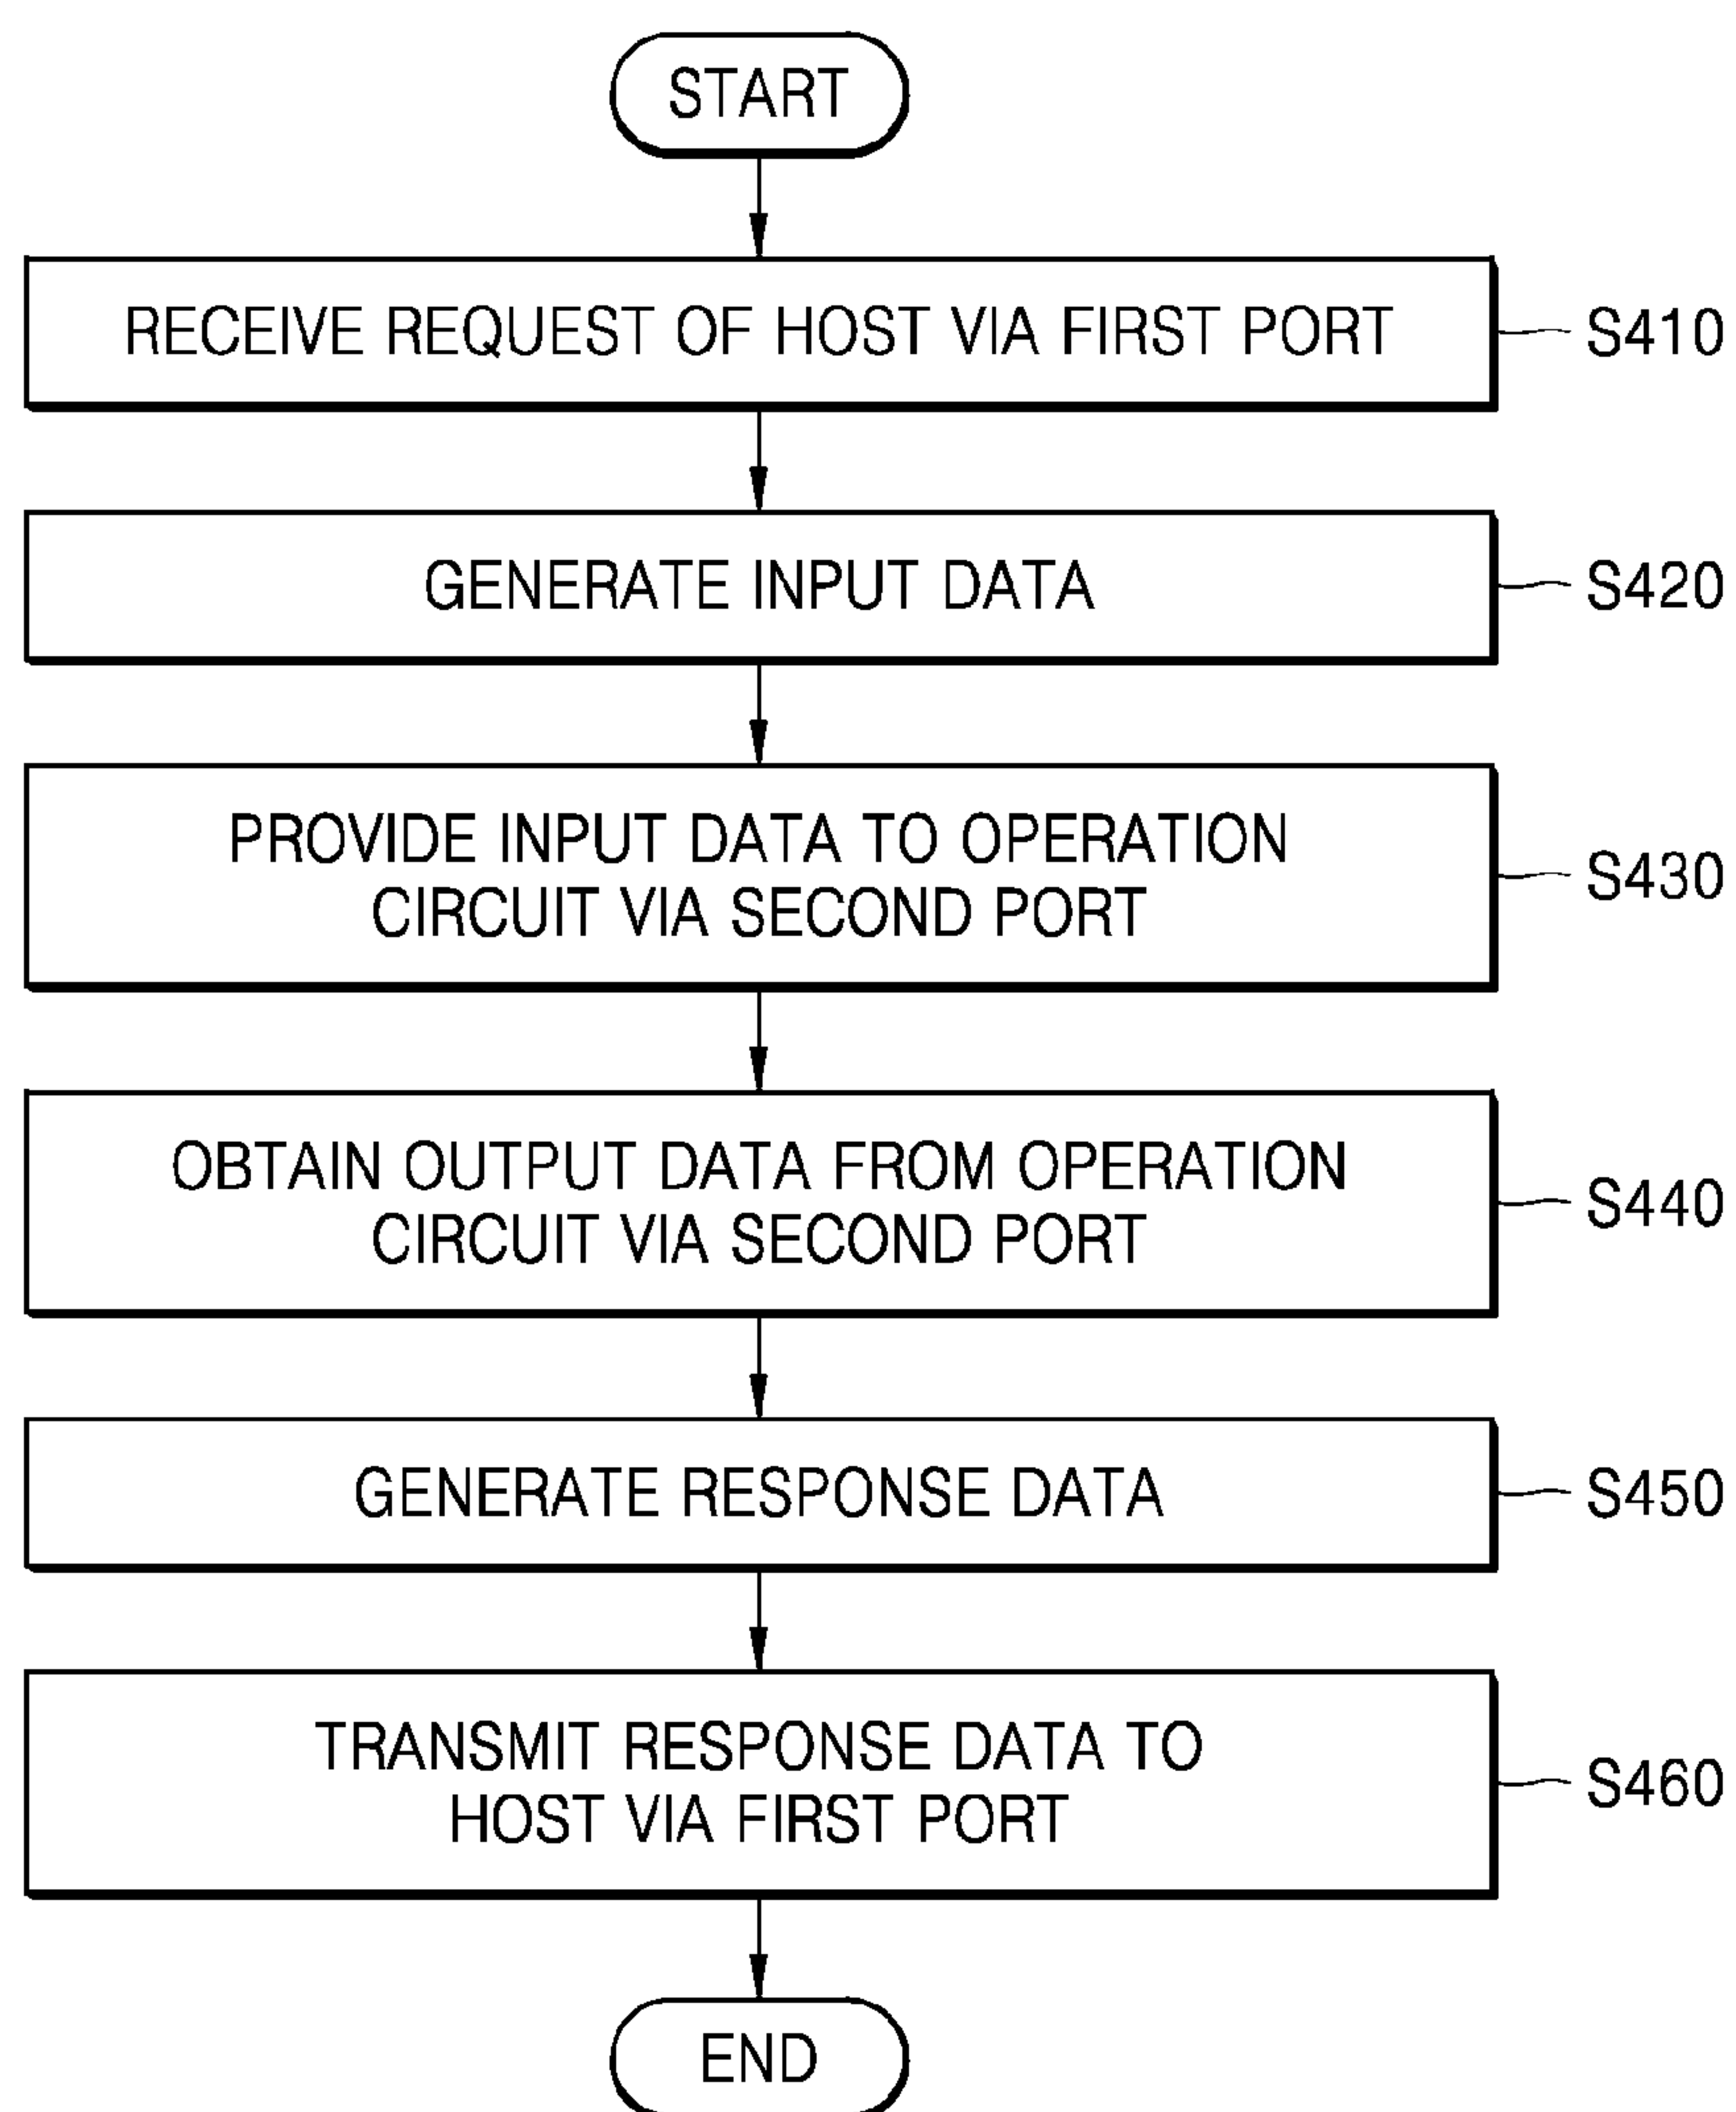 START
RECEIVE REQUEST OF HOST VIA FIRST PORT
S410
GENERATE INPUT DATA
S420
PROVIDE INPUT DATA TO OPERATION
CIRCUIT VIA SECOND PORT
S430
OBTAIN OUTPUT DATA FROM OPERATION
CIRCUIT VIA SECOND PORT
S440
GENERATE RESPONSE DATA
S450
TRANSMIT RESPONSE DATA TO
HOST VIA FIRST PORT
S460
END